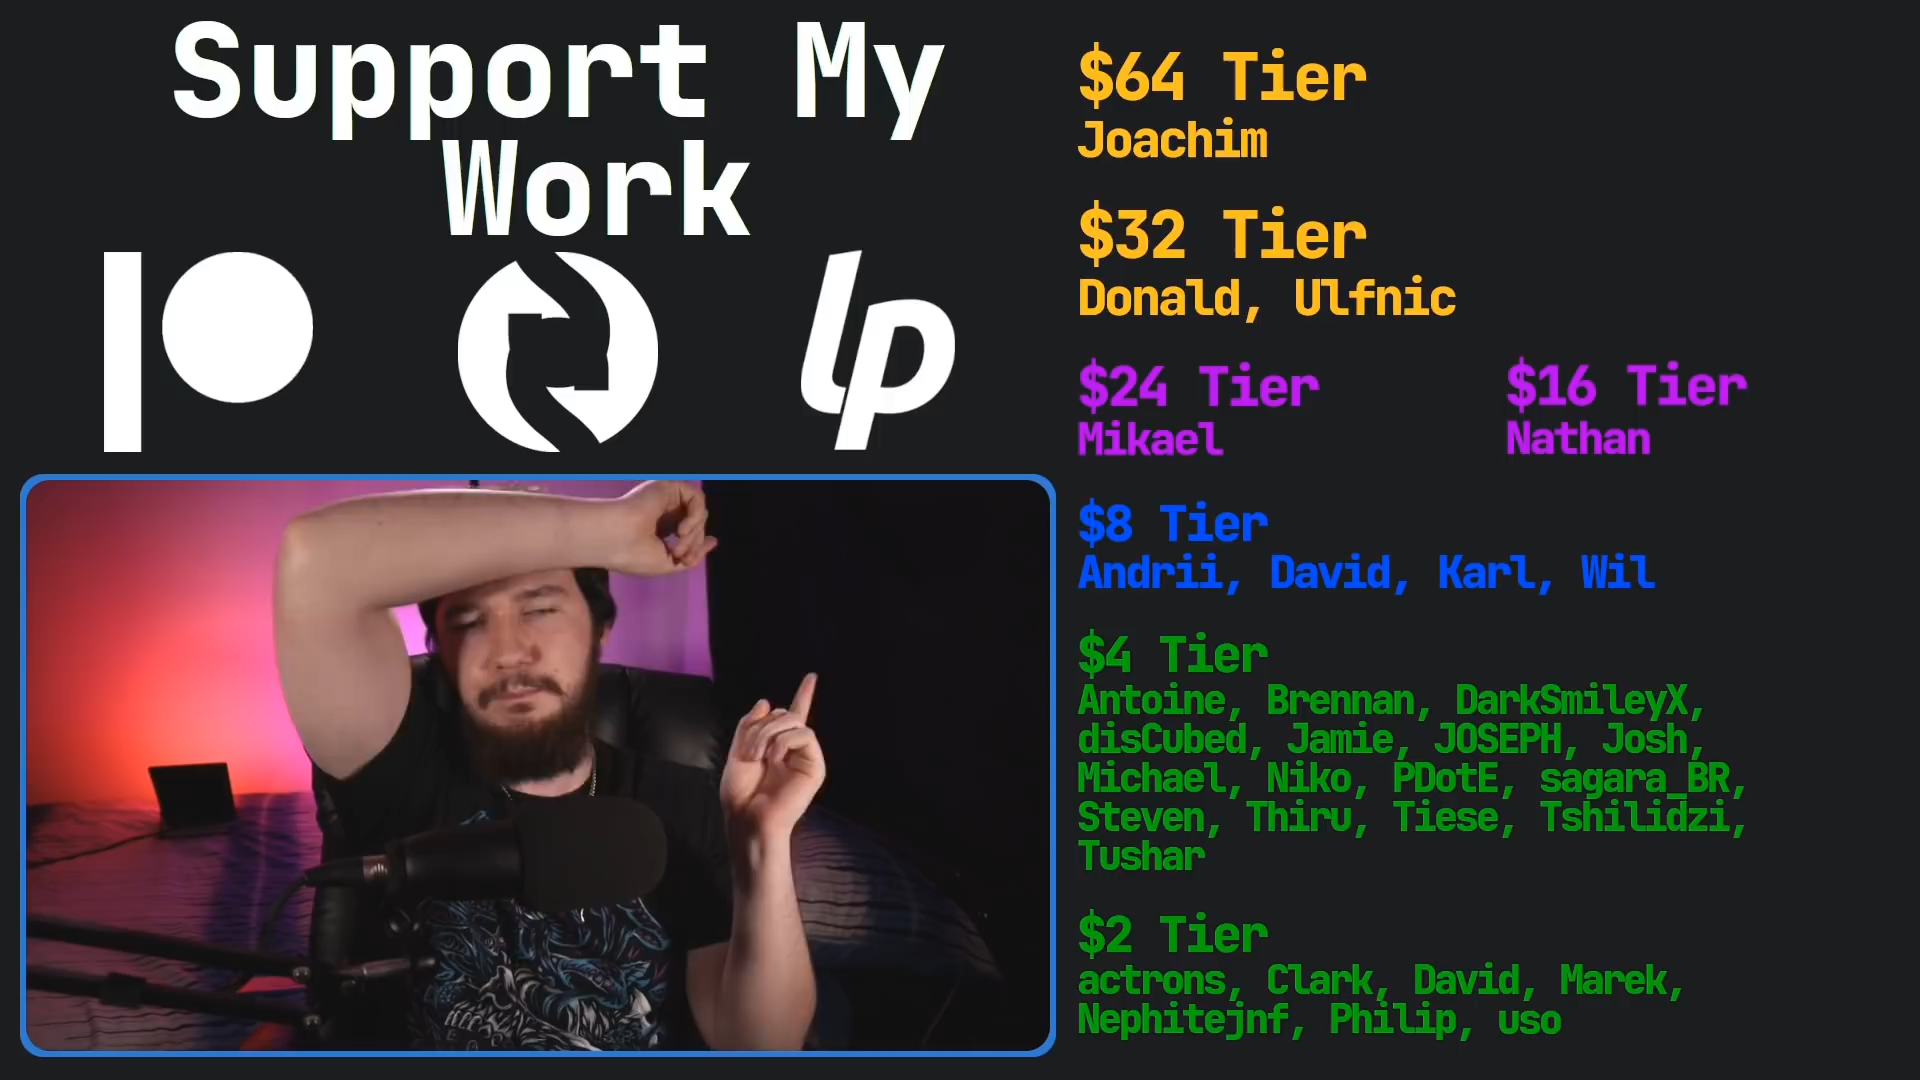 Support My
Work
lp
$64 Tier
Joachim
$32 Tier
Donald, Ulfnic
$24 Tier
Mikael
$16 Tier
Nathan
$8 Tier
Andrii, David, Karl, Wil
$4 Tier
Antoine, Brennan, DarkSmileyX,
disCubed, Jamie, JOSEPH, Josh,
Michael, Niko, PDotE, sagara_BR,
Steven, Thiru, Tiese, Tshilidzi,
Tushar
$2 Tier
actrons, Clark, David, Marek,
Nephitejnf, Philip, uso